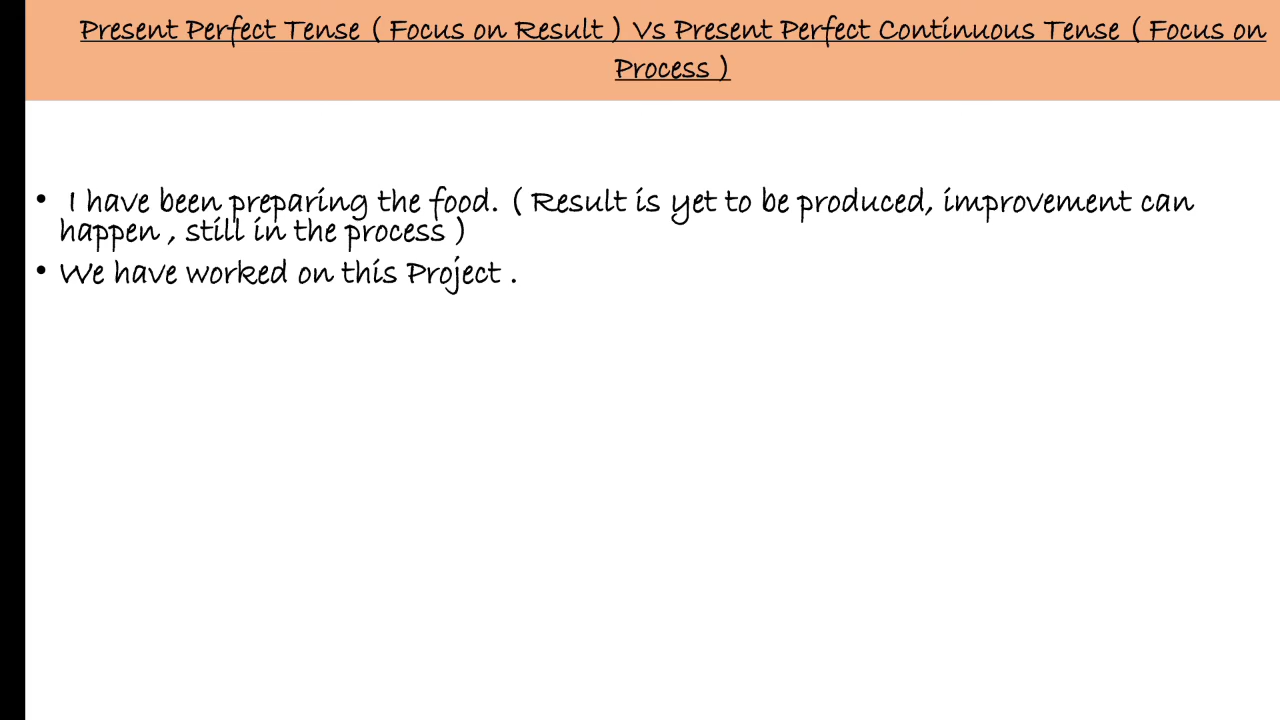 Present Perfect Tense ( Focus on Result ) Vs Present Perfect Continuous Tense ( Focus on
Process )
• I have been preparing the food. ( Result is yet to be produced, improvement can
happen , still in the process )
• We have worked on this Project .